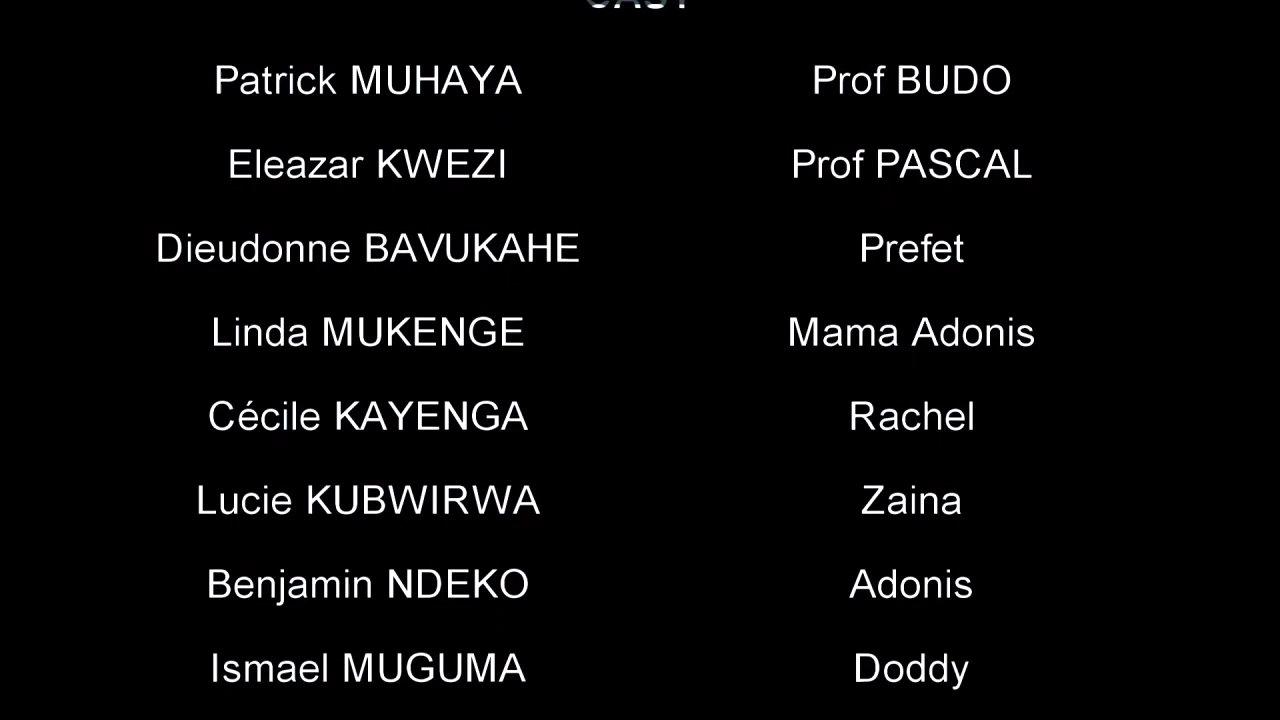 CAST
Patrick MUHAYA Prof BUDO
Eleazar KWEZI Prof PASCAL
Dieudonne BAVUKAHE Prefet
Linda MUKENGE Mama Adonis
Cécile KAYENGA Rachel
Lucie KUBWIRWA Zaina
Benjamin NDEKO Adonis
Ismael MUGUMA Doddy